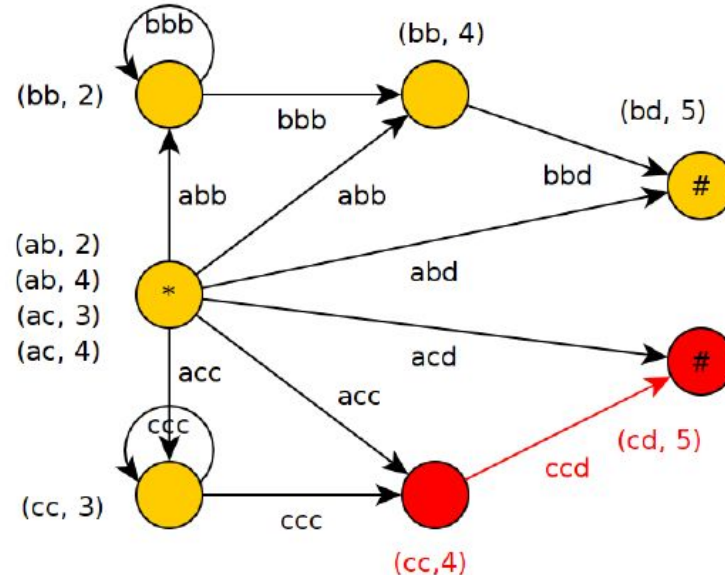 bbb
(bb, 4)
(bb, 2)
bbb
(bd, 5)
#
abb
abb
bbd
(ab, 2)
(ab, 4)
(ac, 3)
(ac, 4)
*
abd
acd
#
acc
acc
ccc
(cd, 5)
ccd
(cc, 3)
ccc
(cc,4)